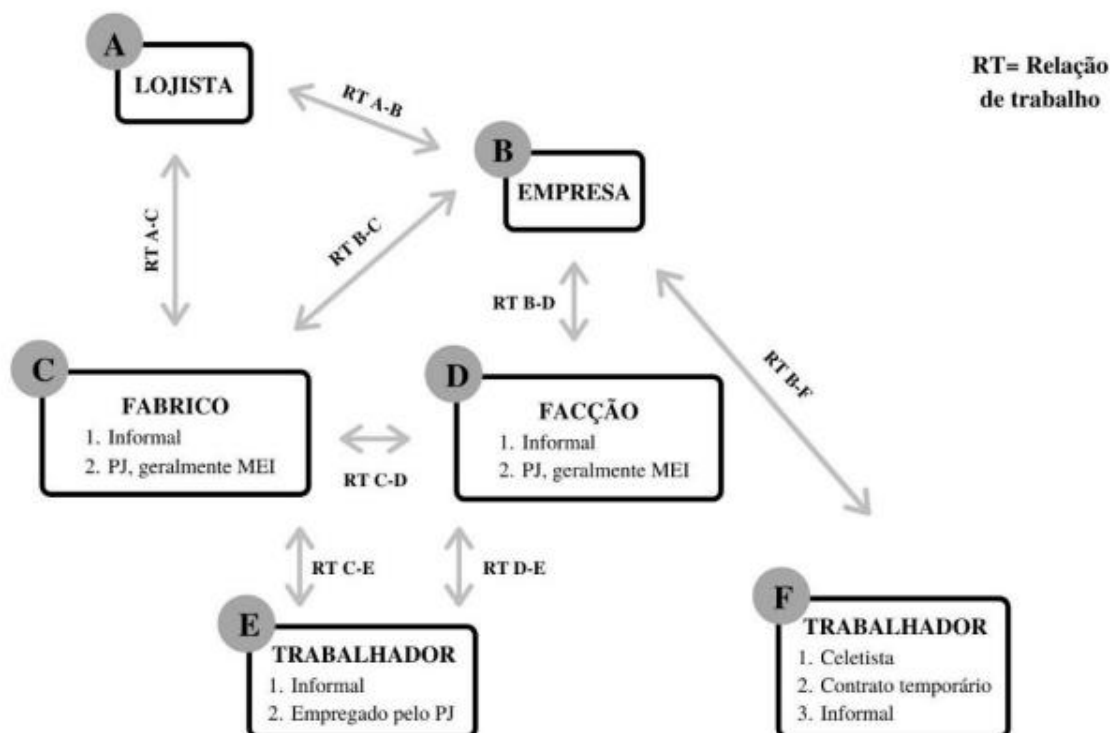 A
LOJISTA
RT= Relação
de trabalho
RT A-B
B
EMPRESA
RT A-C
RT B-C
RT B-D
RT B-F
C
FABRICO
1. Informal
2. PJ, geralmente MEI
RT C-D
D
FACÇÃO
1. Informal
2. PJ, geralmente MEI
RT C-E
RT D-E
E
TRABALHADOR
1. Informal
2. Empregado pelo PJ
F
TRABALHADOR
1. Celetista
2. Contrato temporário
3. Informal